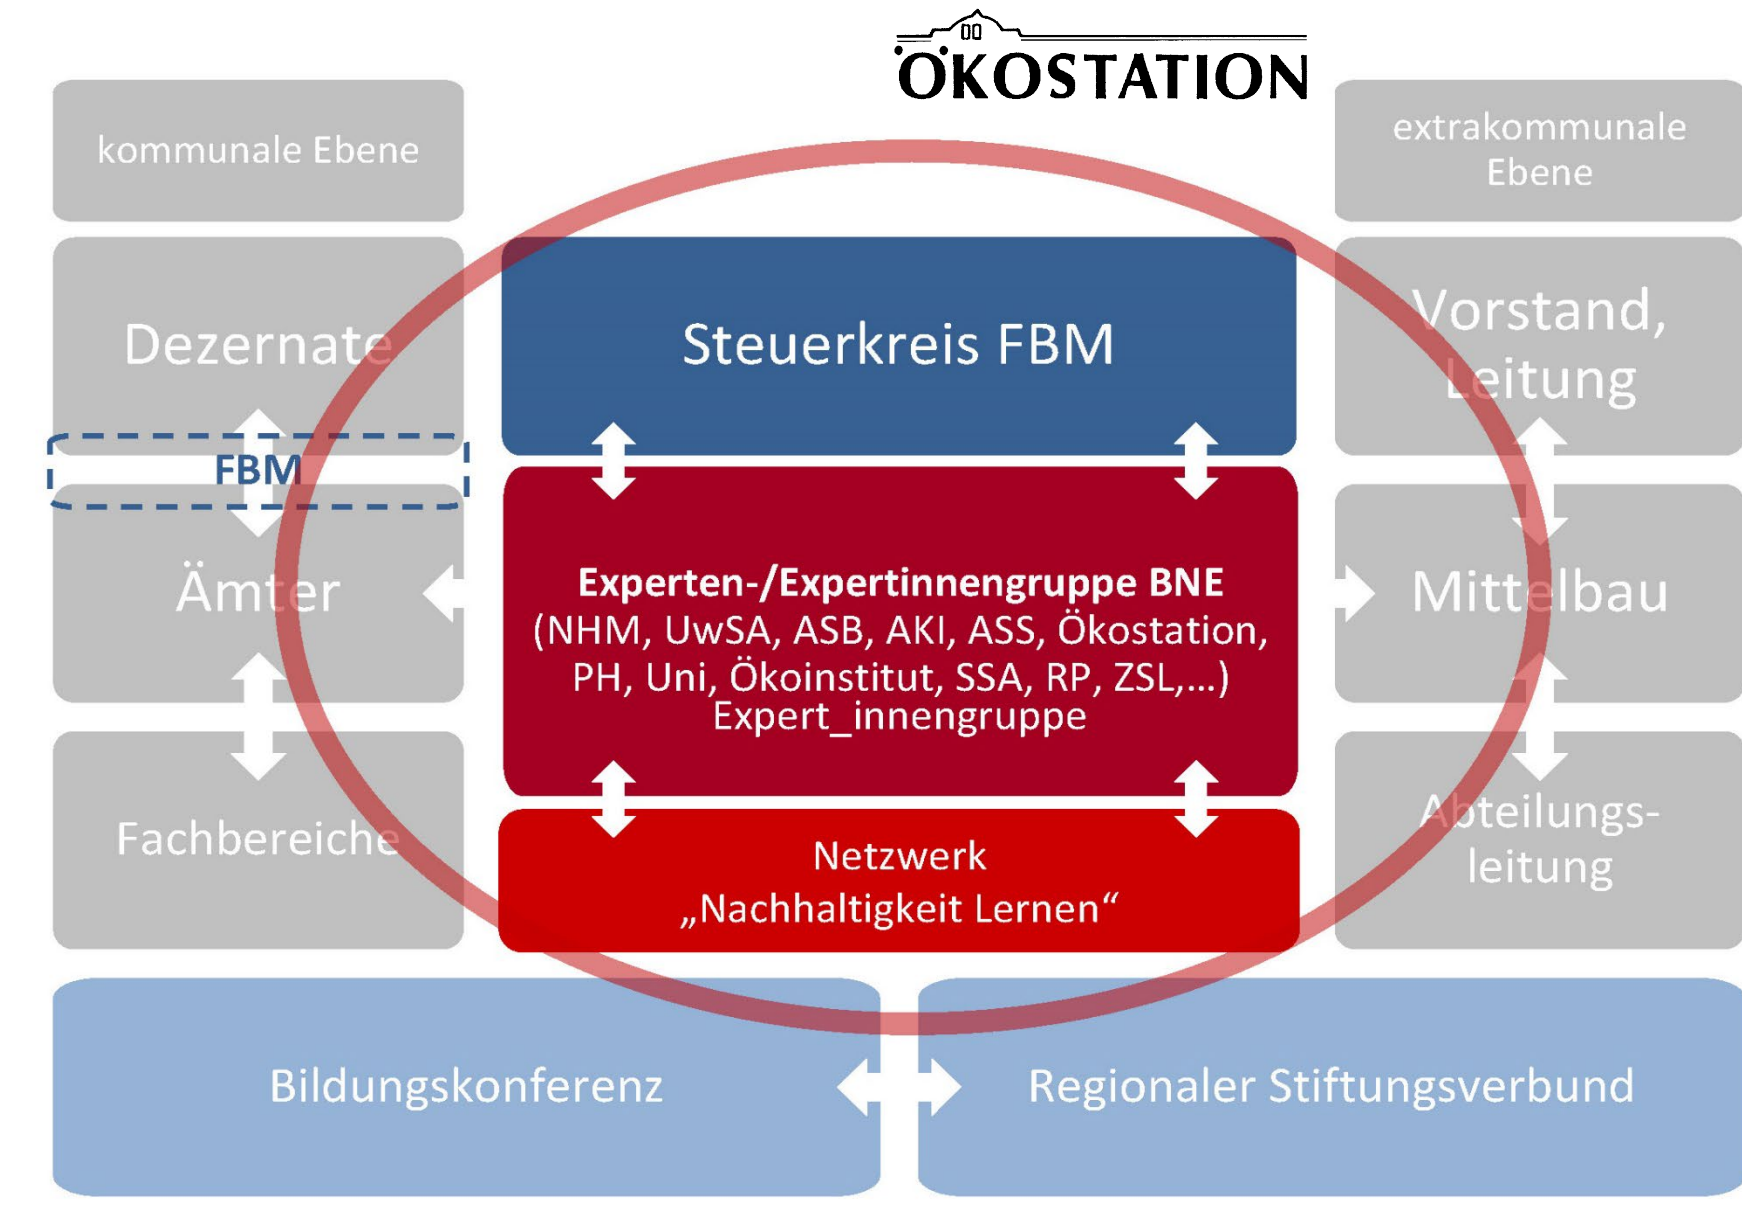 ÖKOSTATION
kommunale Ebene
extrakommunale
Ebene
Dezernate
Steuerkreis FBM
Vorstand,
Leitung
FBM
Ämter
Experten-/Expertinnengruppe BNE
(NHM, UwSA, ASB, AKI, ASS, Ökostation,
PH, Uni, Ökoinstitut, SSA, RP, ZSL,...)
Expert_innengruppe
Mittelbau
Fachbereiche
Netzwerk
„Nachhaltigkeit Lernen“
Abteilungs-
leitung
Bildungskonferenz
Regionaler Stiftungsverbund